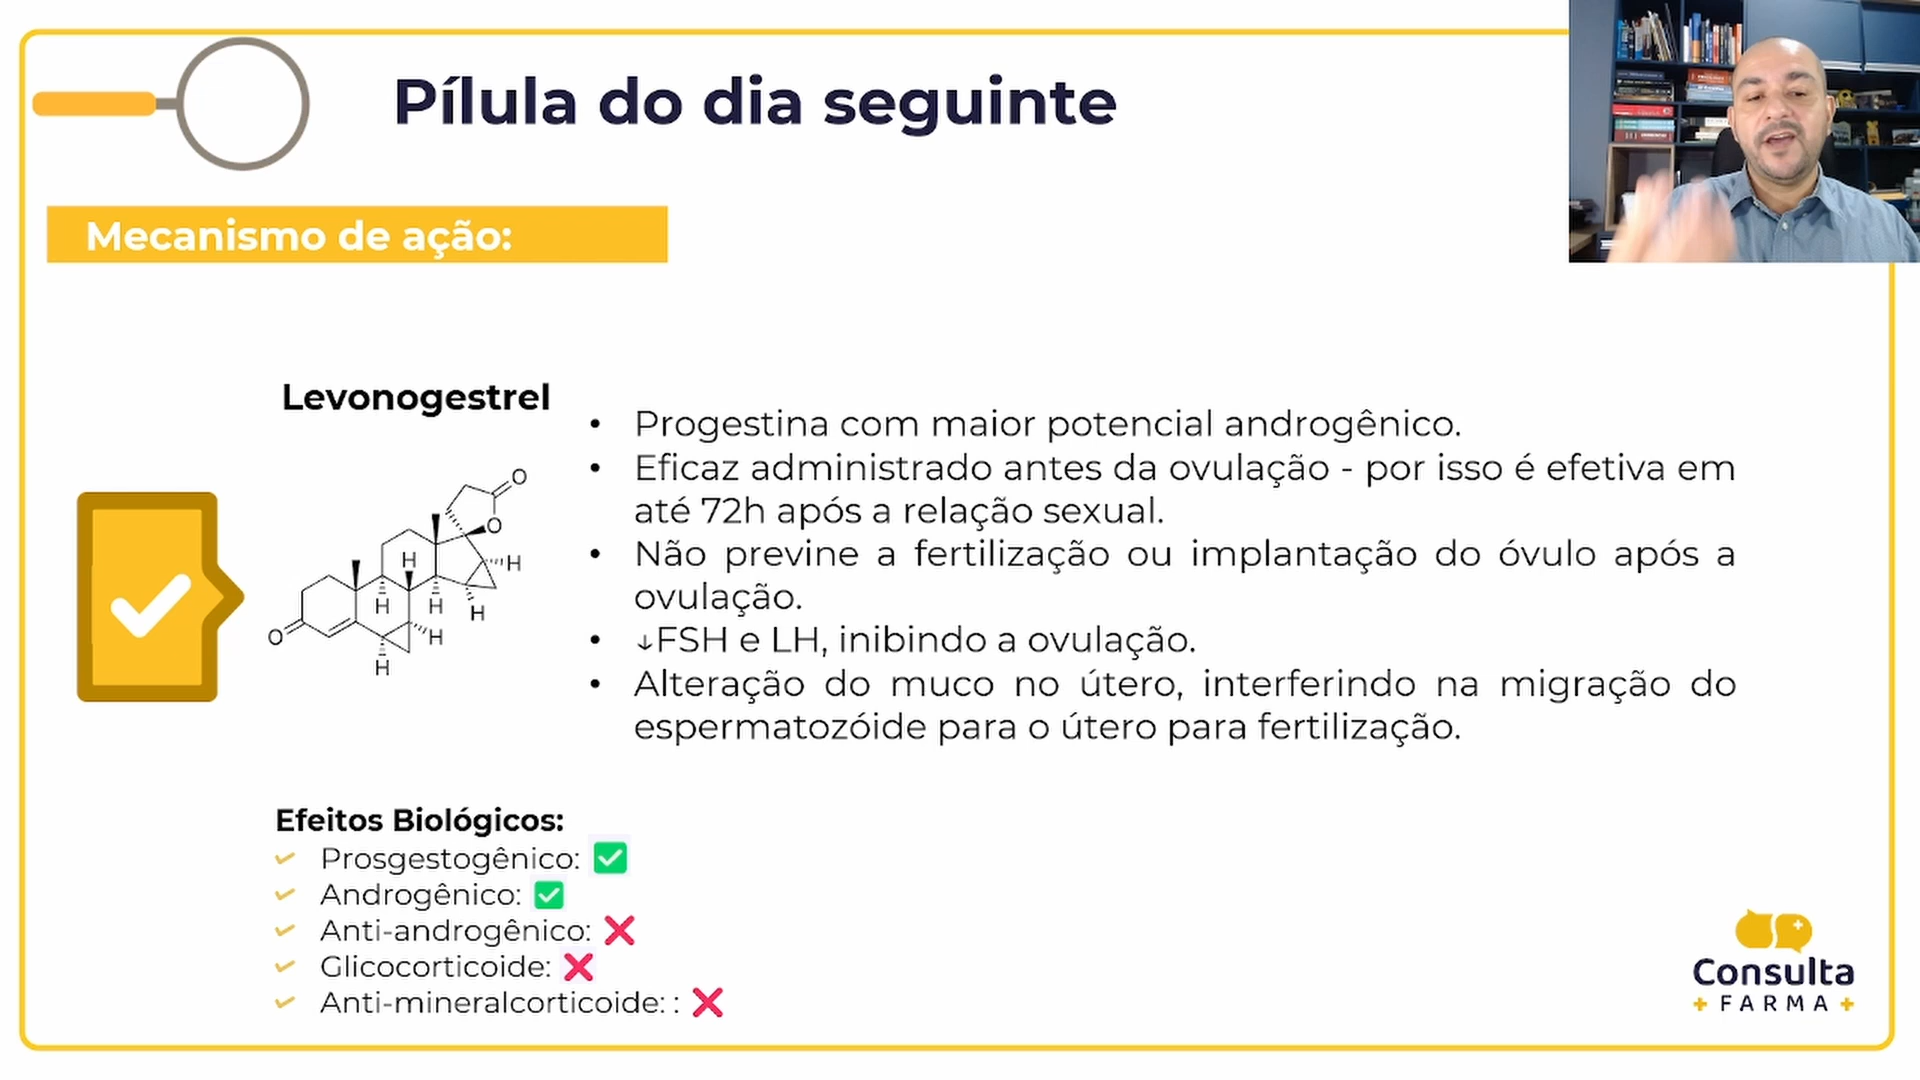 Pílula do dia seguinte
Mecanismo de ação:
Levonogestrel
O
O
H
H
H
H
H
H
O
H
• Progestina com maior potencial androgênico.
• Eficaz administrado antes da ovulação - por isso é efetiva em
até 72h após a relação sexual.
• Não previne a fertilização ou implantação do óvulo após a
ovulação.
• ↓FSH e LH, inibindo a ovulação.
• Alteração do muco no útero, interferindo na migração do
espermatozóide para o útero para fertilização.
Efeitos Biológicos:
Prosgestogênico: ✅
Androgênico: ✅
Anti-androgênico: ❌
Glicocorticoide: ❌
Anti-mineralcorticoide: : ❌
Consulta
+ FARMA +